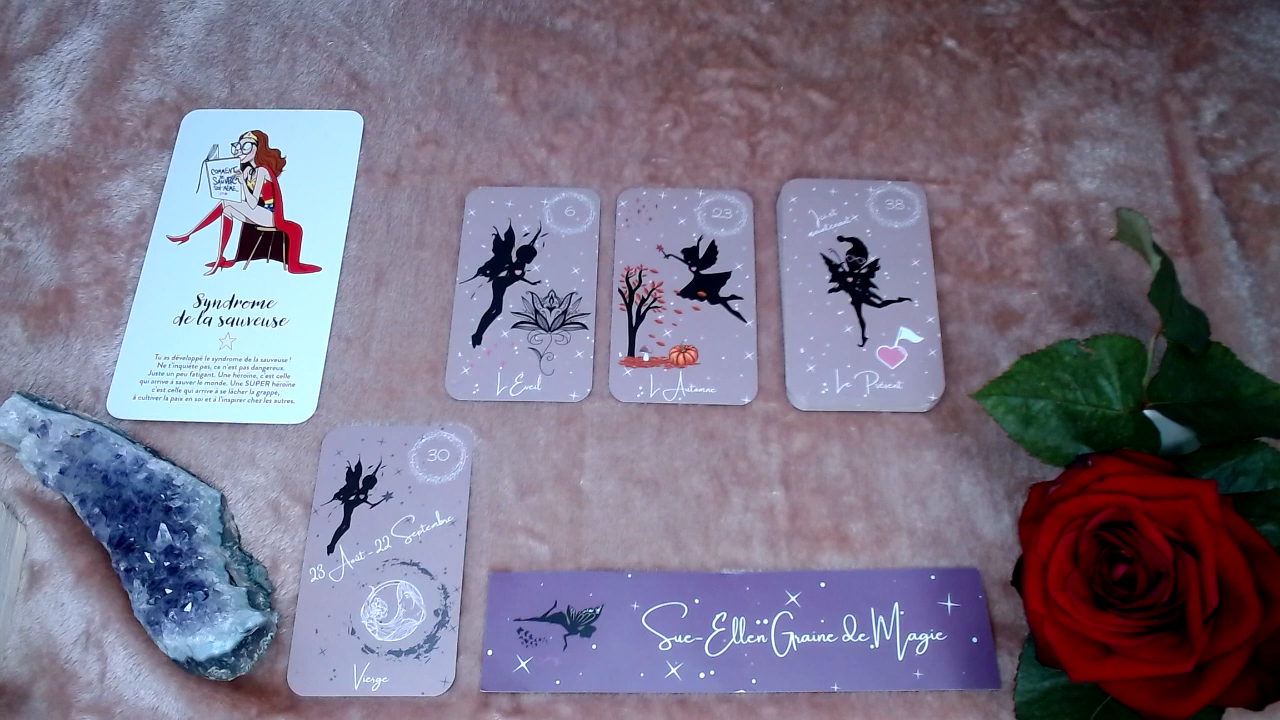 COMMENT
SAUVER
Syndrome
de la sauveuse
Tu as développé le syndrome de la sauveuse !
Ne t'inquiète pas, ce n'est pas dangereux.
Juste un peu fatigant. Une héroïne, c'est celle
qui arrive à sauver le monde. Une SUPER héroïne
c'est celle qui arrive à se lâcher la grappe,
à cultiver la paix en soi et à l'inspirer chez les autres.
6
L'Éveil
23
L'Automne
38
Le Présent
30
23 Août - 22 Septembre
Vierge
Sue-Ellen Graine de Magie